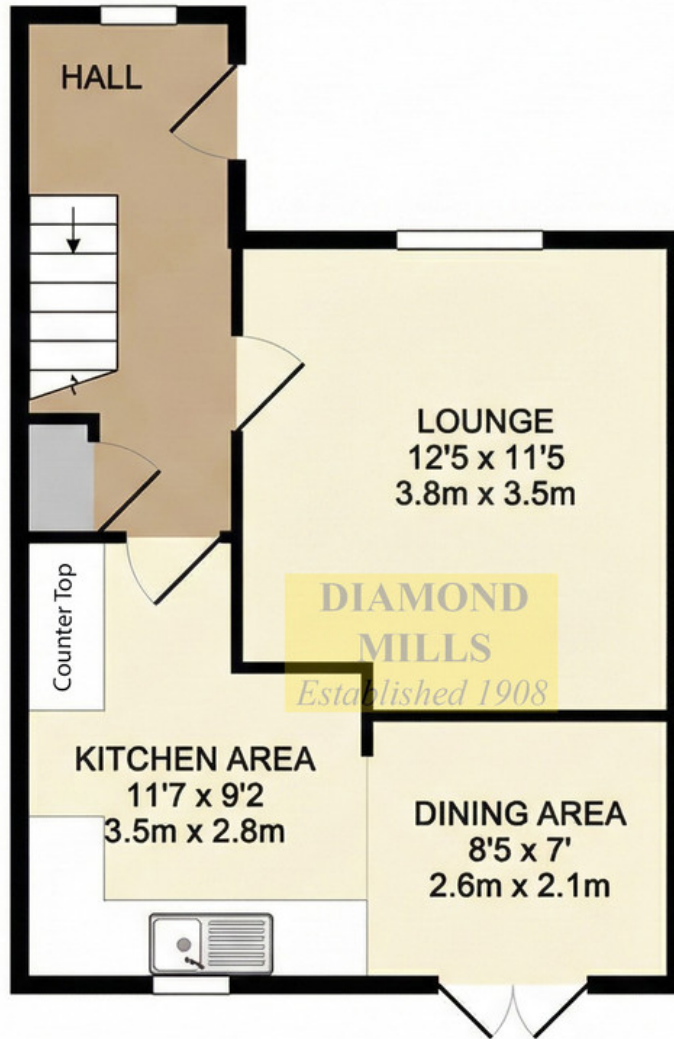 HALL
LOUNGE
12'5 x 11'5
3.8m x 3.5m
DIAMOND
MILLS
Established 1908
Counter Top
KITCHEN AREA
11'7 x 9'2
3.5m x 2.8m
DINING AREA
8'5 x 7'
2.6m x 2.1m